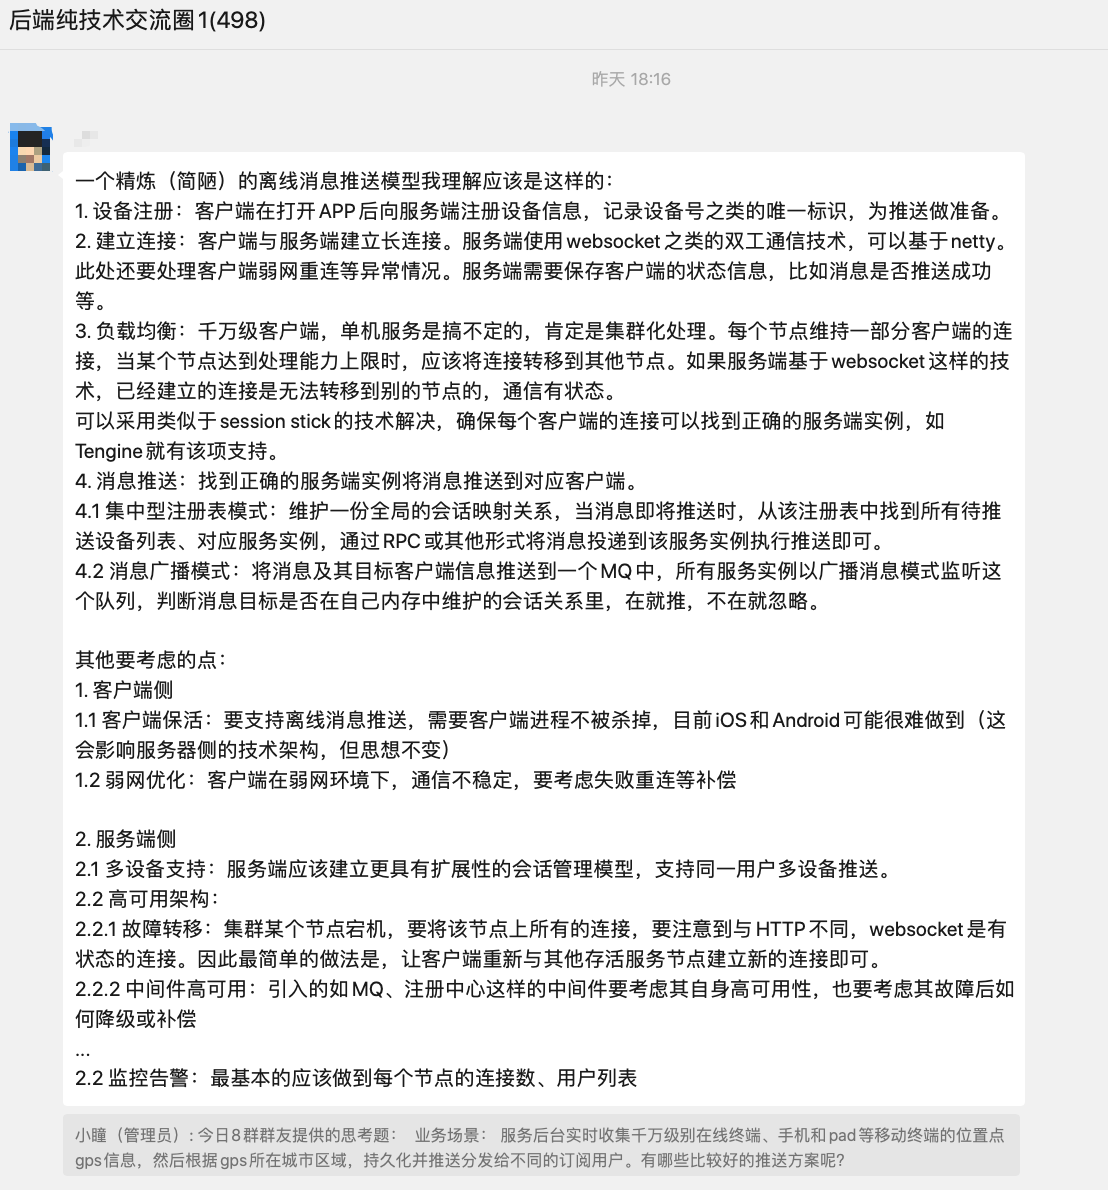 后端纯技术交流圈1(498)
昨天 18:16
一个精炼（简陋）的离线消息推送模型我理解应该是这样的：
1. 设备注册：客户端在打开APP后向服务端注册设备信息，记录设备号之类的唯一标识，为推送做准备。
2. 建立连接：客户端与服务端建立长连接。服务端使用websocket之类的双工通信技术，可以基于netty。
此处还要处理客户端弱网重连等异常情况。服务端需要保存客户端的状态信息，比如消息是否推送成功
等。
3. 负载均衡：千万级客户端，单机服务是搞不定的，肯定是集群化处理。每个节点维持一部分客户端的连
接，当某个节点达到处理能力上限时，应该将连接转移到其他节点。如果服务端基于websocket这样的技
术，已经建立的连接是无法转移到别的节点的，通信有状态。
可以采用类似于session stick的技术解决，确保每个客户端的连接可以找到正确的服务端实例，如
Tengine就有该项支持。
4. 消息推送：找到正确的服务端实例将消息推送到对应客户端。
4.1 集中型注册表模式：维护一份全局的会话映射关系，当消息即将推送时，从该注册表中找到所有待推
送设备列表、对应服务实例，通过RPC或其他形式将消息投递到该服务实例执行推送即可。
4.2 消息广播模式：将消息及其目标客户端信息推送到一个MQ中，所有服务实例以广播消息模式监听这
个队列，判断消息目标是否在自己内存中维护的会话关系里，在就推，不在就忽略。
其他要考虑的点：
1. 客户端侧
1.1 客户端保活：要支持离线消息推送，需要客户端进程不被杀掉，目前iOS和Android可能很难做到（这
会影响服务器侧的技术架构，但思想不变）
1.2 弱网优化：客户端在弱网环境下，通信不稳定，要考虑失败重连等补偿
2. 服务端侧
2.1 多设备支持：服务端应该建立更具有扩展性的会话管理模型，支持同一用户多设备推送。
2.2 高可用架构：
2.2.1 故障转移：集群某个节点宕机，要将该节点上所有的连接，要注意到与HTTP不同，websocket是有
状态的连接。因此最简单的做法是，让客户端重新与其他存活服务节点建立新的连接即可。
2.2.2 中间件高可用：引入的如MQ、注册中心这样的中间件要考虑其自身高可用性，也要考虑其故障后如
何降级或补偿
...
2.2 监控告警：最基本的应该做到每个节点的连接数、用户列表
小瞳（管理员）: 今日8群群友提供的思考题： 业务场景： 服务后台实时收集千万级别在线终端、手机和pad等移动终端的位置点
gps信息，然后根据gps所在城市区域，持久化并推送分发给不同的订阅用户。有哪些比较好的推送方案呢?